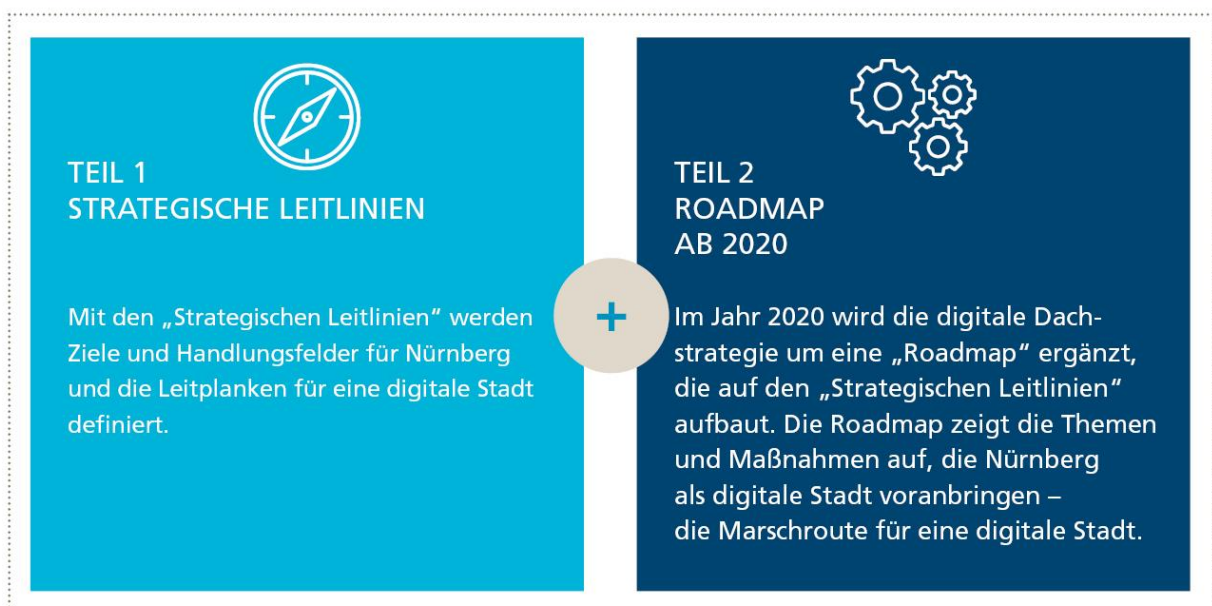 TEIL 1
STRATEGISCHE LEITLINIEN
Mit den „Strategischen Leitlinien“ werden
Ziele und Handlungsfelder für Nürnberg
und die Leitplanken für eine digitale Stadt
definiert.
+
TEIL 2
ROADMAP
AB 2020
Im Jahr 2020 wird die digitale Dach-
strategie um eine „Roadmap“ ergänzt,
die auf den „Strategischen Leitlinien“
aufbaut. Die Roadmap zeigt die Themen
und Maßnahmen auf, die Nürnberg
als digitale Stadt voranbringen –
die Marschroute für eine digitale Stadt.